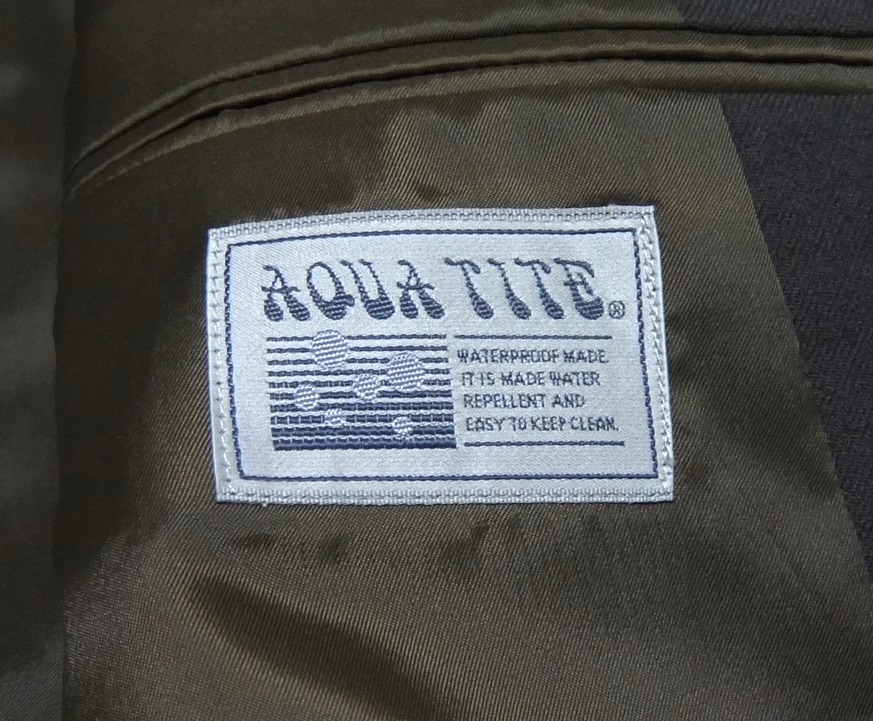 AQUA TITE®
WATERPROOF MADE.
IT IS MADE WATER
REPELLENT AND
EASY TO KEEP CLEAN.